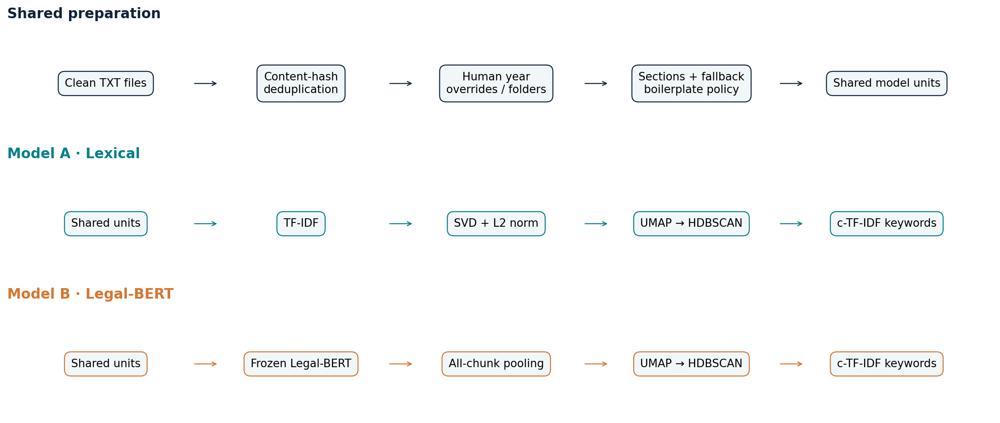 Shared preparation
Clean TXT files
Content-hash
deduplication
Human year
overrides / folders
Sections + fallback
boilerplate policy
Shared model units
Model A · Lexical
Shared units
TF-IDF
SVD + L2 norm
UMAP → HDBSCAN
c-TF-IDF keywords
Model B · Legal-BERT
Shared units
Frozen Legal-BERT
All-chunk pooling
UMAP → HDBSCAN
c-TF-IDF keywords